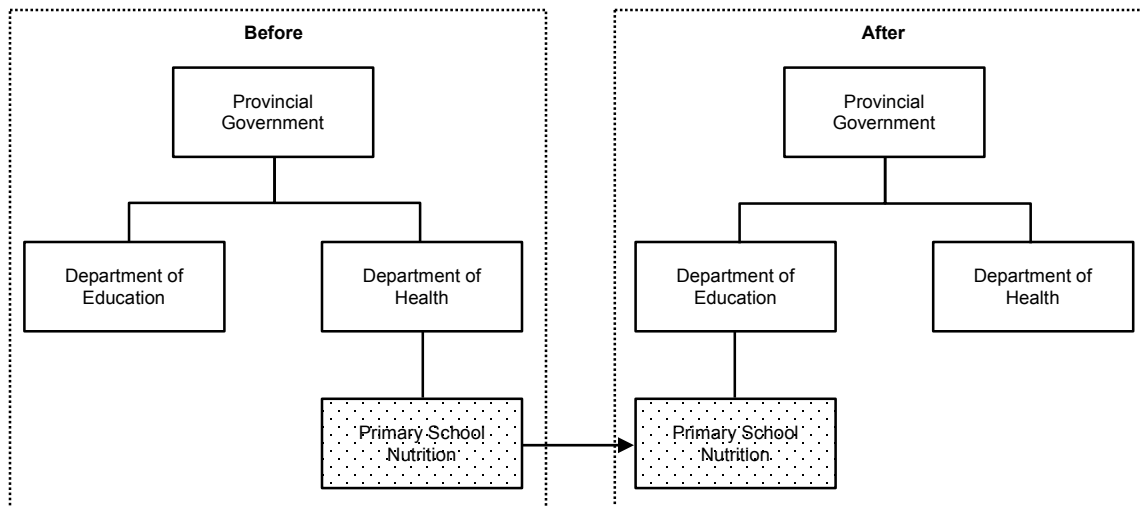 Before
Provincial
Government
Department of
Education
Department of
Health
Primary School
Nutrition
After
Provincial
Government
Department of
Education
Department of
Health
Primary School
Nutrition